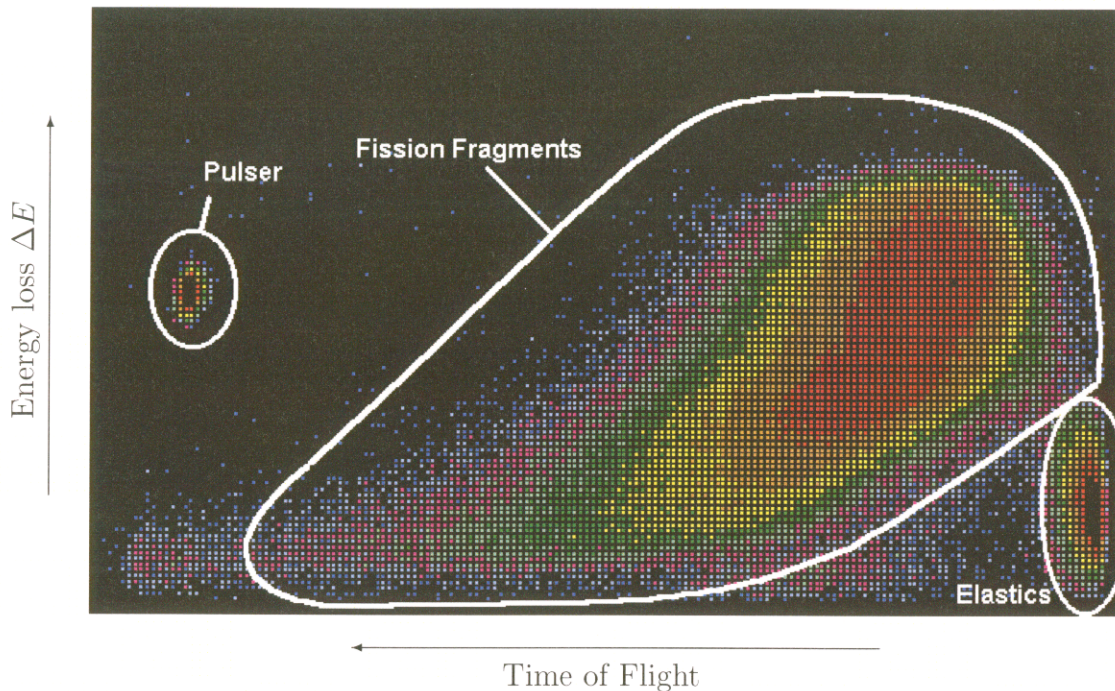 Fission Fragments
Pulser
Energy loss ΔE
Elastics
Time of Flight